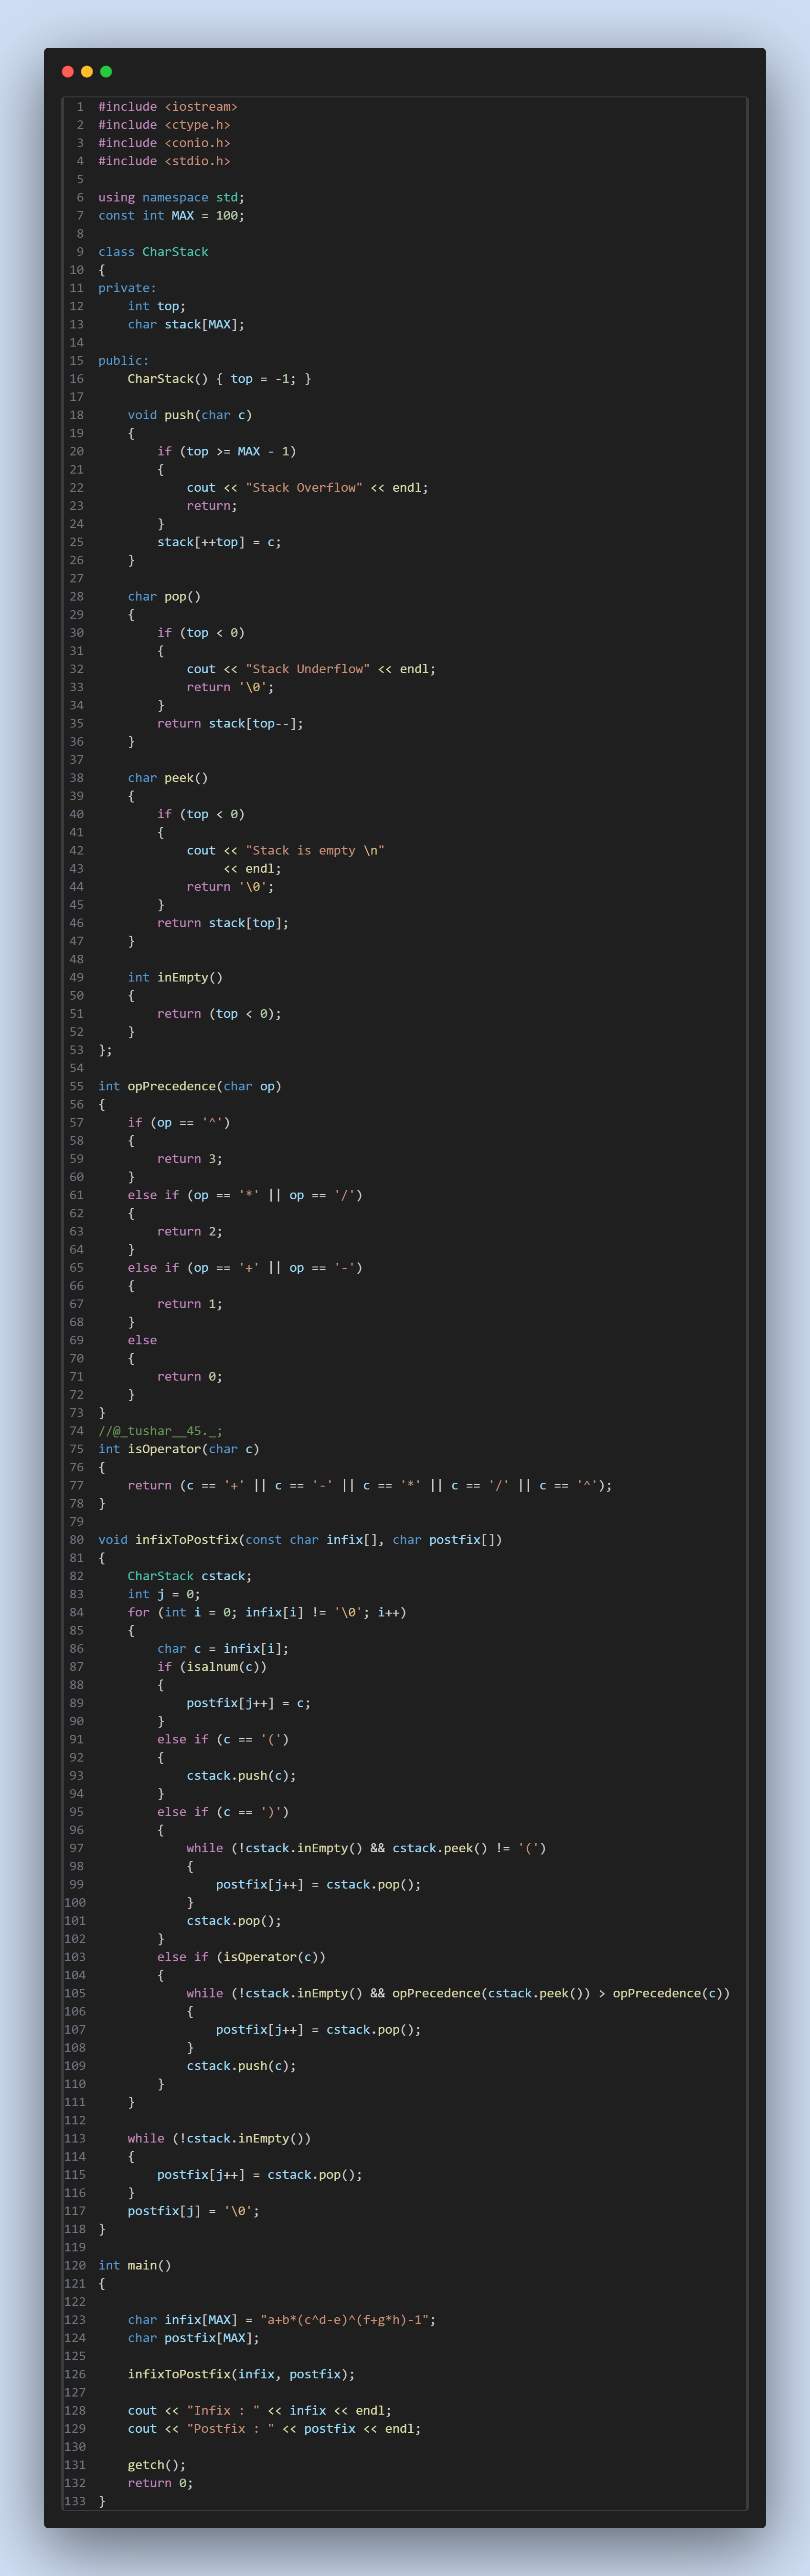 1 #include <iostream>
2 #include <ctype.h>
3 #include <conio.h>
4 #include <stdio.h>
5
6 using namespace std;
7 const int MAX = 100;
8
9 class CharStack
10 {
11 private:
12     int top;
13     char stack[MAX];
14
15 public:
16     CharStack() { top = -1; }
17
18     void push(char c)
19     {
20         if (top >= MAX - 1)
21         {
22             cout << "Stack Overflow" << endl;
23             return;
24         }
25         stack[++top] = c;
26     }
27
28     char pop()
29     {
30         if (top < 0)
31         {
32             cout << "Stack Underflow" << endl;
33             return '\0';
34         }
35         return stack[top--];
36     }
37
38     char peek()
39     {
40         if (top < 0)
41         {
42             cout << "Stack is empty \n"
43                  << endl;
44             return '\0';
45         }
46         return stack[top];
47     }
48
49     int inEmpty()
50     {
51         return (top < 0);
52     }
53 };
54
55 int opPrecedence(char op)
56 {
57     if (op == '^')
58     {
59         return 3;
60     }
61     else if (op == '*' || op == '/')
62     {
63         return 2;
64     }
65     else if (op == '+' || op == '-')
66     {
67         return 1;
68     }
69     else
70     {
71         return 0;
72     }
73 }
74 //@_tushar__45._;
75 int isOperator(char c)
76 {
77     return (c == '+' || c == '-' || c == '*' || c == '/' || c == '^');
78 }
79
80 void infixToPostfix(const char infix[], char postfix[])
81 {
82     CharStack cstack;
83     int j = 0;
84     for (int i = 0; infix[i] != '\0'; i++)
85     {
86         char c = infix[i];
87         if (isalnum(c))
88         {
89             postfix[j++] = c;
90         }
91         else if (c == '(')
92         {
93             cstack.push(c);
94         }
95         else if (c == ')')
96         {
97             while (!cstack.inEmpty() && cstack.peek() != '(')
98             {
99                 postfix[j++] = cstack.pop();
100             }
101             cstack.pop();
102         }
103         else if (isOperator(c))
104         {
105             while (!cstack.inEmpty() && opPrecedence(cstack.peek()) > opPrecedence(c))
106             {
107                 postfix[j++] = cstack.pop();
108             }
109             cstack.push(c);
110         }
111     }
112
113     while (!cstack.inEmpty())
114     {
115         postfix[j++] = cstack.pop();
116     }
117     postfix[j] = '\0';
118 }
119
120 int main()
121 {
122
123     char infix[MAX] = "a+b*(c^d-e)^(f+g*h)-1";
124     char postfix[MAX];
125
126     infixToPostfix(infix, postfix);
127
128     cout << "Infix : " << infix << endl;
129     cout << "Postfix : " << postfix << endl;
130
131     getch();
132     return 0;
133 }